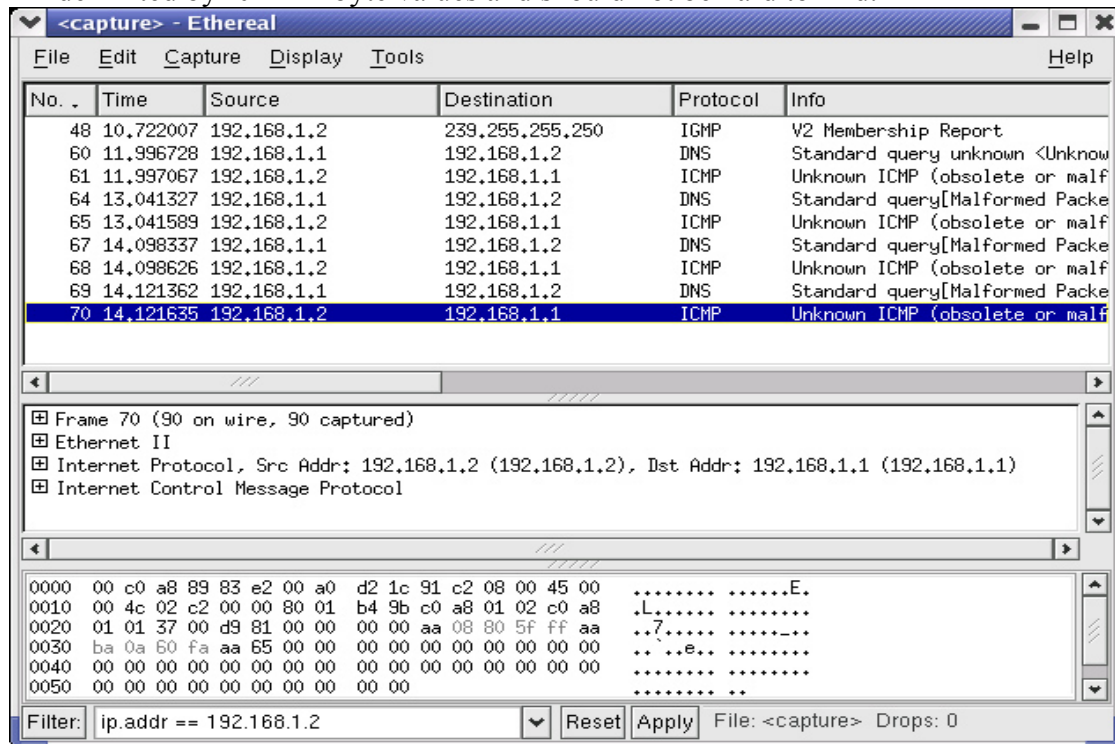 <capture> - Ethereal
File Edit Capture Display Tools Help
No. Time Source Destination Protocol Info
48 10.722007 192.168.1.2 239.255.255.250 IGMP V2 Membership Report
60 11.996728 192.168.1.1 192.168.1.2 DNS Standard query unknown <Unknow
61 11.997067 192.168.1.2 192.168.1.1 ICMP Unknown ICMP (obsolete or malf
64 13.041327 192.168.1.1 192.168.1.2 DNS Standard query[Malformed Packe
65 13.041589 192.168.1.2 192.168.1.1 ICMP Unknown ICMP (obsolete or malf
67 14.098337 192.168.1.1 192.168.1.2 DNS Standard query[Malformed Packe
68 14.098626 192.168.1.2 192.168.1.1 ICMP Unknown ICMP (obsolete or malf
69 14.121362 192.168.1.1 192.168.1.2 DNS Standard query[Malformed Packe
70 14.121635 192.168.1.2 192.168.1.1 ICMP Unknown ICMP (obsolete or malf
Frame 70 (90 on wire, 90 captured)
Ethernet II
Internet Protocol, Src Addr: 192.168.1.2 (192.168.1.2), Dst Addr: 192.168.1.1 (192.168.1.1)
Internet Control Message Protocol
0000 00 c0 a8 89 83 e2 00 a0 d2 1c 91 c2 08 00 45 00 ........ ......E.
0010 00 4c 02 c2 00 00 80 01 b4 9b c0 a8 01 02 c0 a8 .L...... ........
0020 01 01 37 00 d9 81 00 00 00 00 aa 08 80 5f ff aa ..7..... ....._..
0030 ba 0a 60 fa aa 65 00 00 00 00 00 00 00 00 00 00 ..`..e.. ........
0040 00 00 00 00 00 00 00 00 00 00 00 00 00 00 00 00 ........ ........
0050 00 00 00 00 00 00 00 00 00 00 ........ ..
Filter: ip.addr == 192.168.1.2 Reset Apply File: <capture> Drops: 0